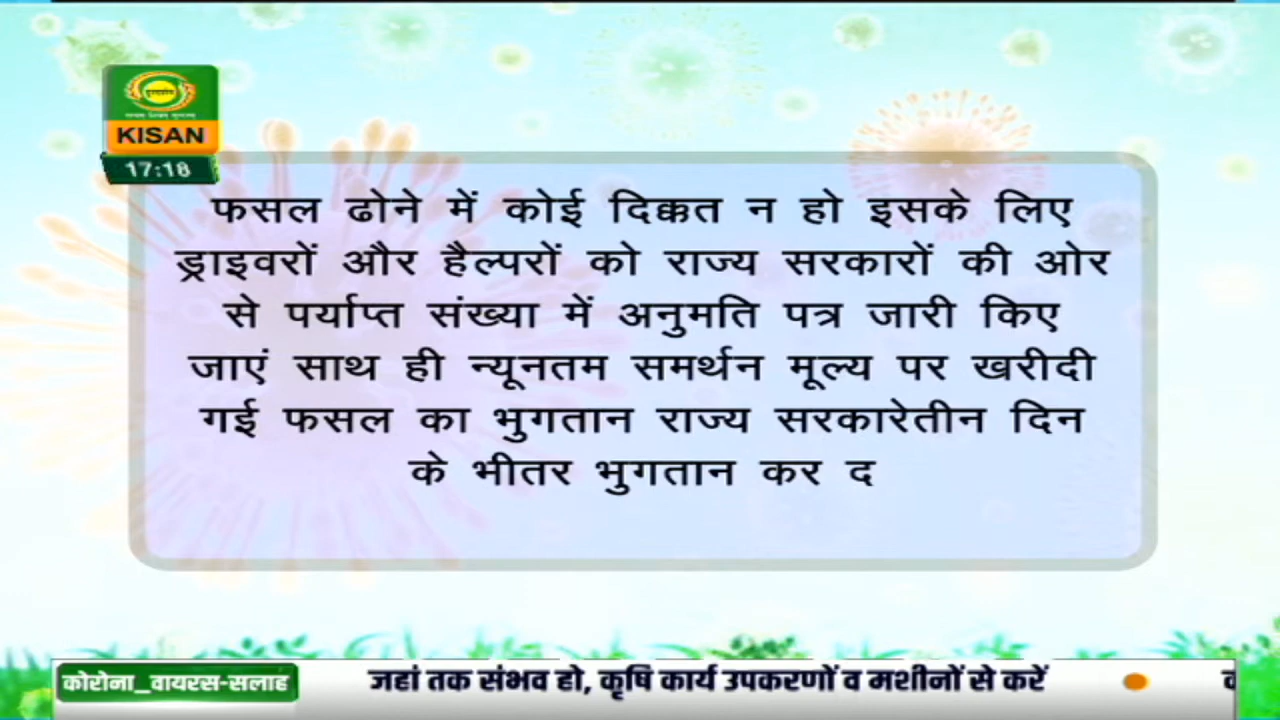 KISAN
17:18
फसल ढोने में कोई दिक्कत न हो इसके लिए
ड्राइवरों और हैल्परों को राज्य सरकारों की ओर
से पर्याप्त संख्या में अनुमति पत्र जारी किए
जाएं साथ ही न्यूनतम समर्थन मूल्य पर खरीदी
गई फसल का भुगतान राज्य सरकारेतीन दिन
के भीतर भुगतान कर द
कोरोना_वायरस-सलाह
जहां तक संभव हो, कृषि कार्य उपकरणों व मशीनों से करें